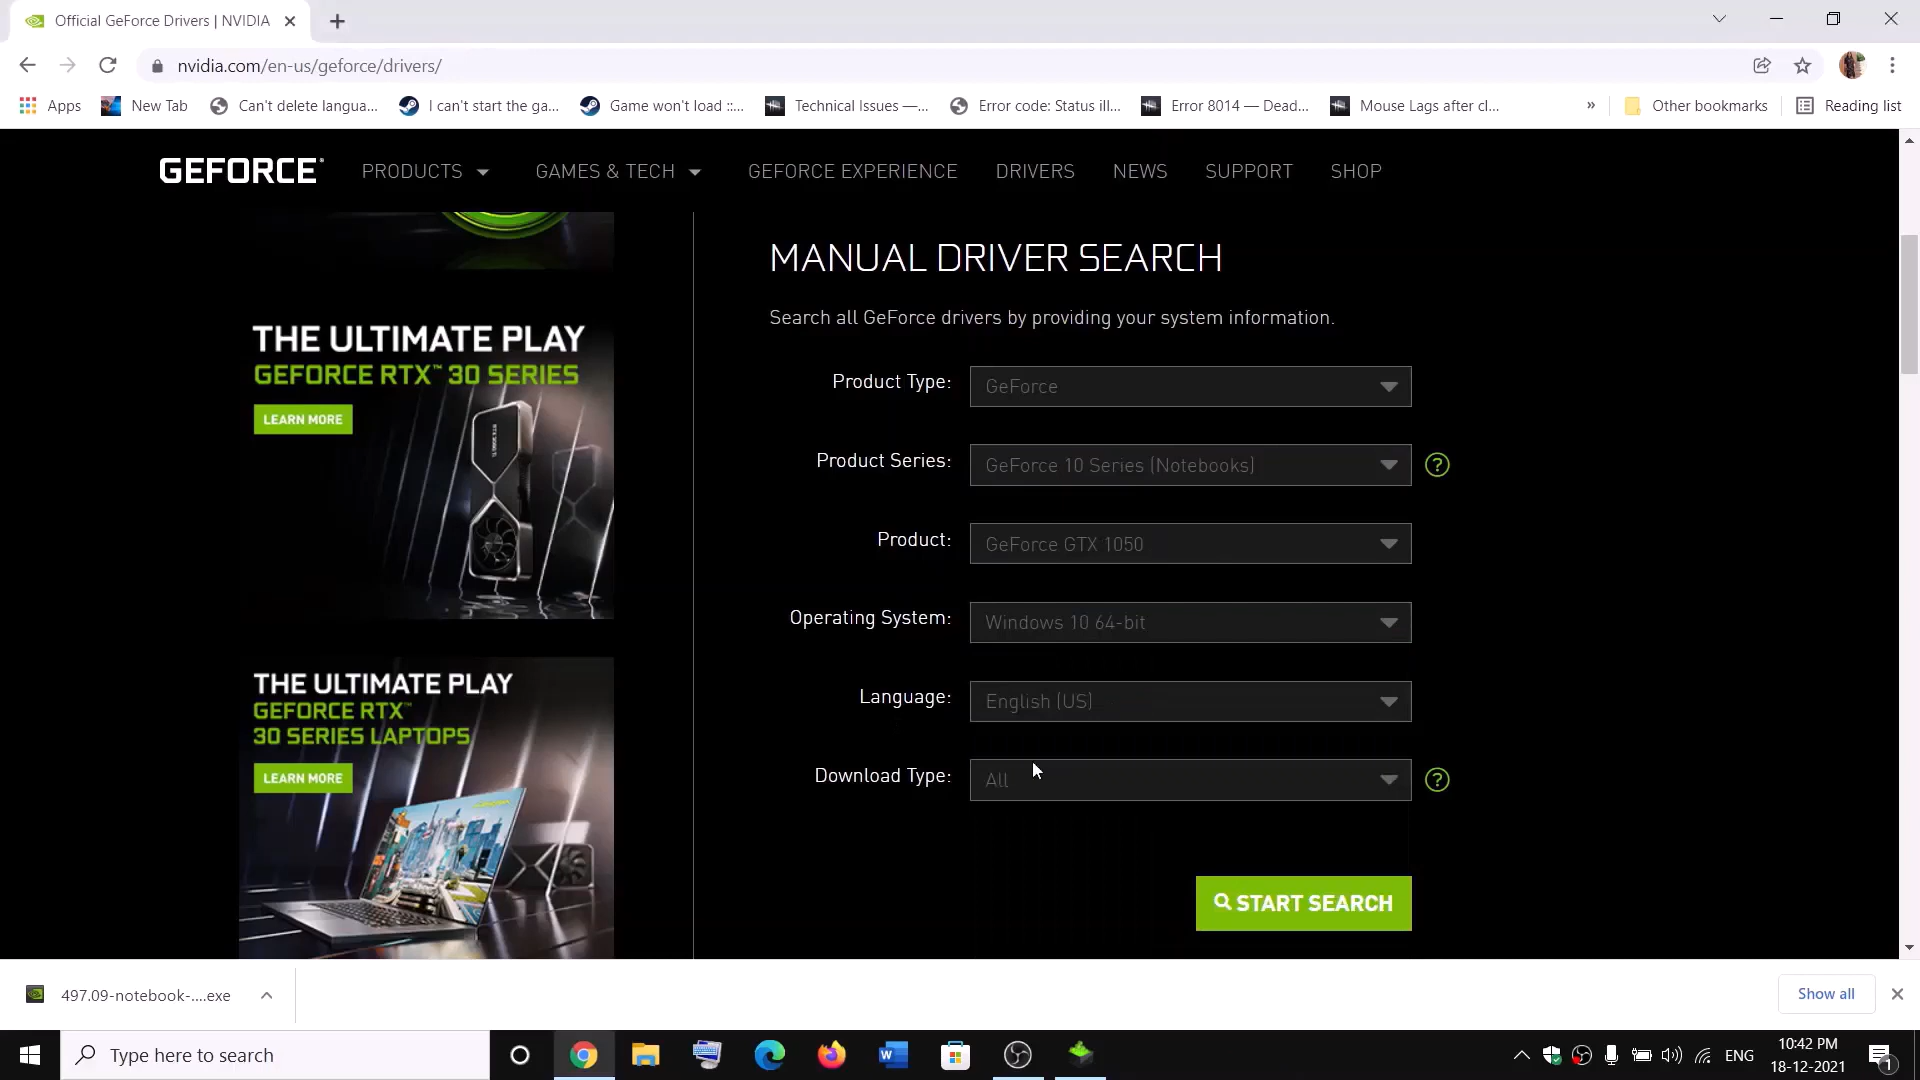 Official GeForce Drivers | NVIDIA
nvidia.com/en-us/geforce/drivers/
Apps
New Tab
Can't delete langua...
I can't start the ga...
Game won't load ::...
Technical Issues —...
Error code: Status ill...
Error 8014 — Dead...
Mouse Lags after cl...
»
Other bookmarks
Reading list
GEFORCE
PRODUCTS
GAMES & TECH
GEFORCE EXPERIENCE
DRIVERS
NEWS
SUPPORT
SHOP
THE ULTIMATE PLAY
GEFORCE RTX™ 30 SERIES
LEARN MORE
THE ULTIMATE PLAY
GEFORCE RTX™
30 SERIES LAPTOPS
LEARN MORE
MANUAL DRIVER SEARCH
Search all GeForce drivers by providing your system information.
Product Type: GeForce
Product Series: GeForce 10 Series (Notebooks) ?
Product: GeForce GTX 1050
Operating System: Windows 10 64-bit
Language: English (US)
Download Type: All ?
START SEARCH
497.09-notebook-....exe
Show all
Type here to search
ENG
10:42 PM
18-12-2021
1